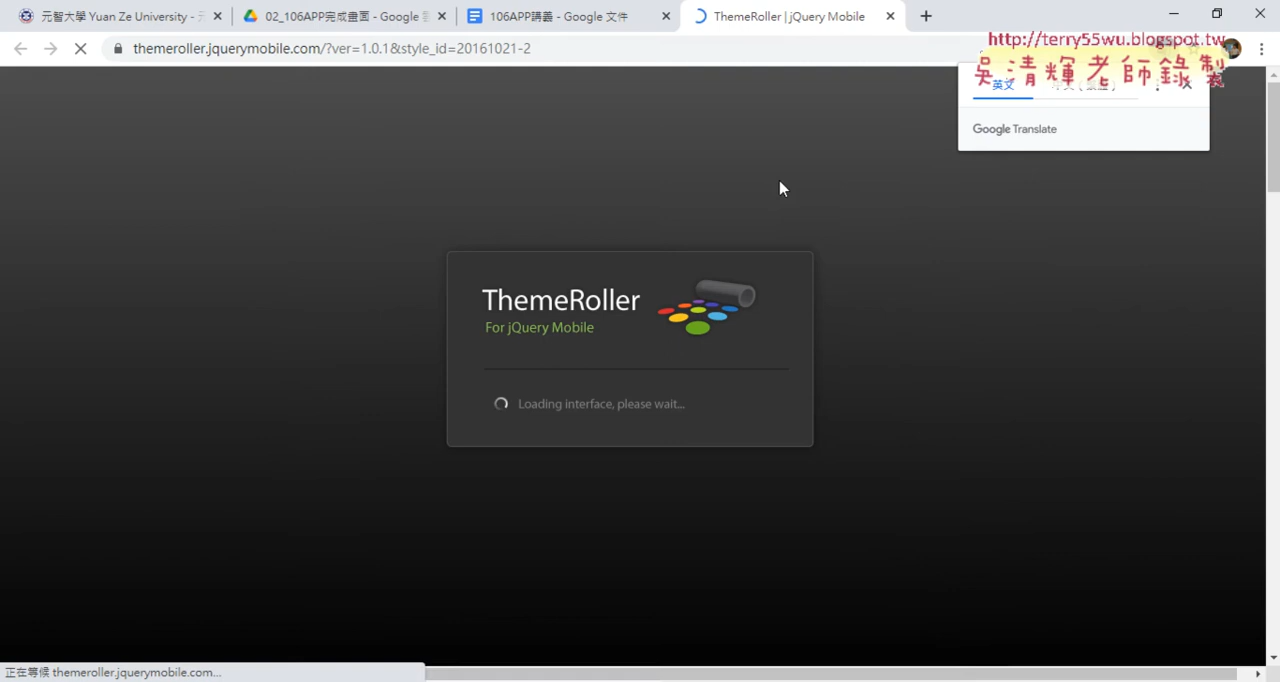 元智大學 Yuan Ze University - 元
02_106APP完成畫面 - Google 雲
106APP講義 - Google 文件
ThemeRoller | jQuery Mobile
themeroller.jquerymobile.com/?ver=1.0.1&style_id=20161021-2
http://terry55wu.blogspot.tw
吳清輝老師錄製
英文
Google Translate
ThemeRoller
For jQuery Mobile
Loading interface, please wait...
正在等候 themeroller.jquerymobile.com...